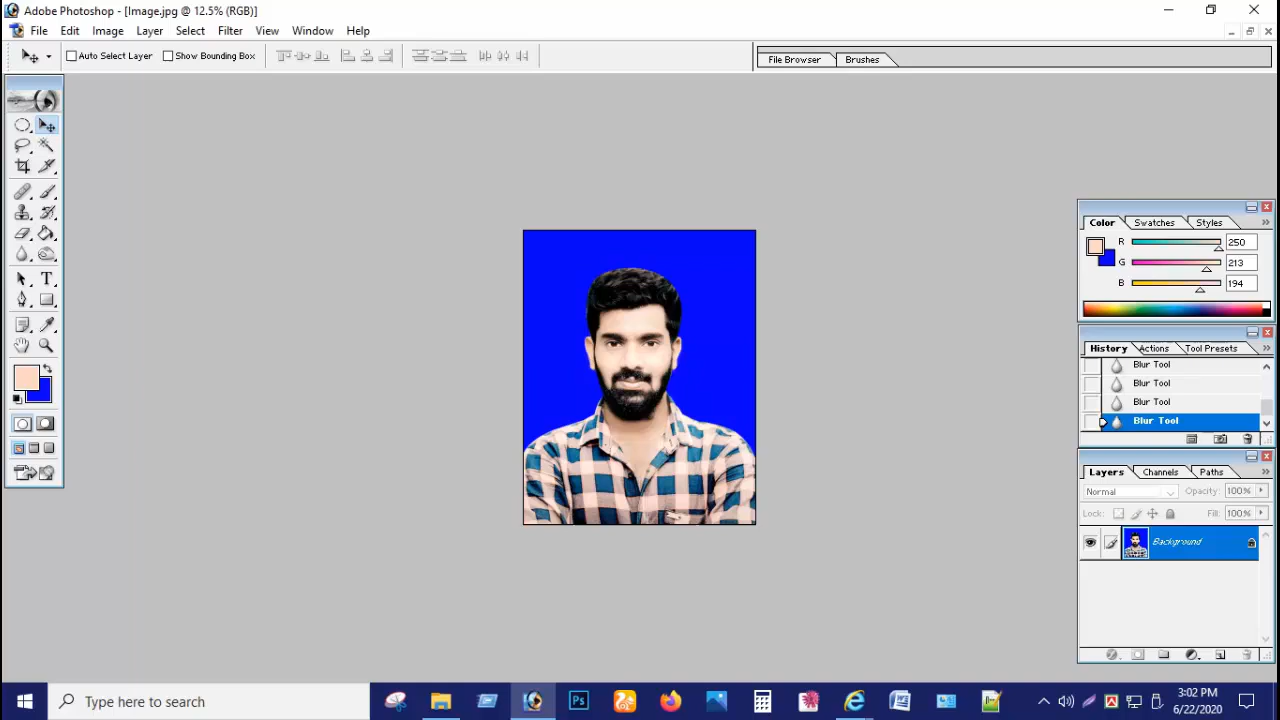 Adobe Photoshop - [Image.jpg @ 12.5% (RGB)]
File Edit Image Layer Select Filter View Window Help
Auto Select Layer Show Bounding Box
File Browser Brushes
Color Swatches Styles
R 250
G 213
B 194
History Actions Tool Presets
Blur Tool
Blur Tool
Blur Tool
Blur Tool
Layers Channels Paths
Normal Opacity: 100%
Lock: Fill: 100%
Background
Type here to search
Ps
3:02 PM
6/22/2020